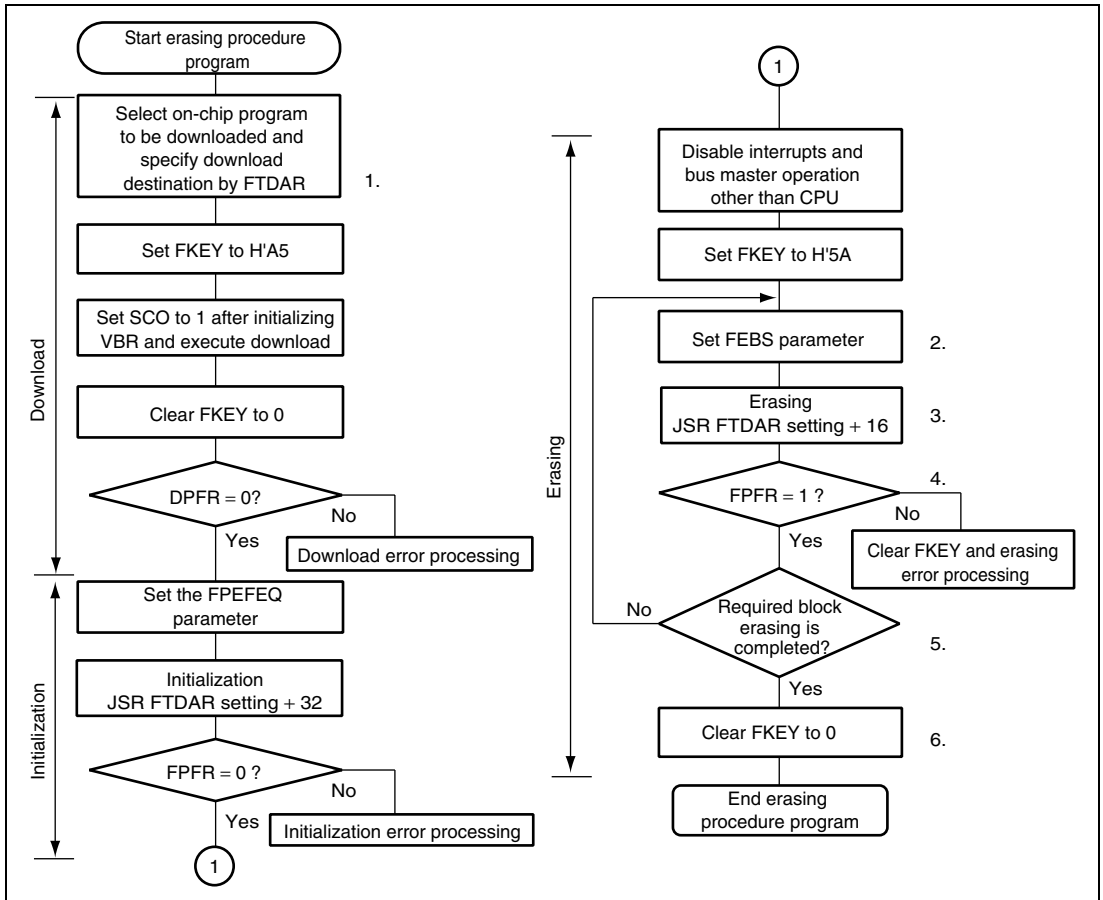 Start erasing procedure
program
Download
Select on-chip program
to be downloaded and
specify download
destination by FTDAR
1.
Set FKEY to H'A5
Set SCO to 1 after initializing
VBR and execute download
Clear FKEY to 0
DPFR = 0?
No
Yes
Download error processing
Initialization
Set the FPEFEQ
parameter
Initialization
JSR FTDAR setting + 32
FPFR = 0 ?
No
Yes
Initialization error processing
1
1
Erasing
Disable interrupts and
bus master operation
other than CPU
Set FKEY to H'5A
Set FEBS parameter
2.
Erasing
JSR FTDAR setting + 16
3.
4.
FPFR = 1 ?
No
Yes
Clear FKEY and erasing
error processing
No
Required block
erasing is
completed?
5.
Yes
Clear FKEY to 0
6.
End erasing
procedure program